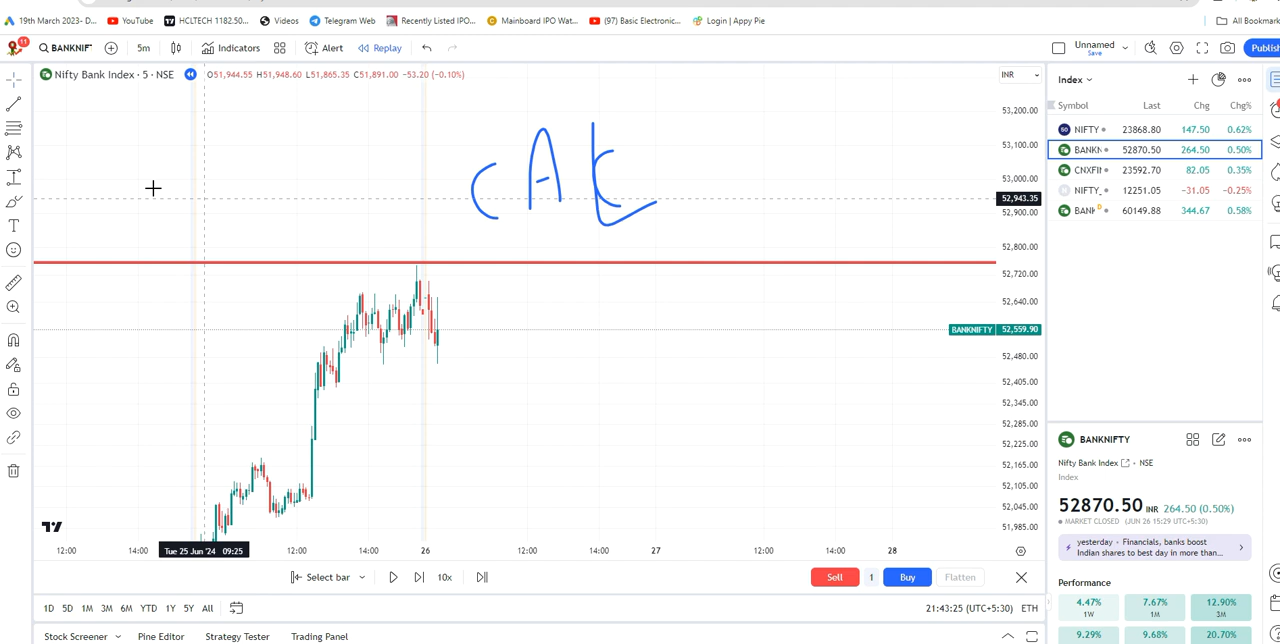 19th March 2023- D... YouTube HCLTECH 1182.50... Videos Telegram Web Recently Listed IPO... Mainboard IPO Wat... (97) Basic Electronic... Login | Appy Pie All Bookmark
11 BANKNIF 5m Indicators Alert Replay Unnamed Save Publis
Nifty Bank Index · 5 · NSE O51,944.55 H51,948.60 L51,865.35 C51,891.00 −53.20 (−0.10%) INR
Index
Symbol Last Chg Chg%
NIFTY 23868.80 147.50 0.62%
BANKN 52870.50 264.50 0.50%
CNXFI 23592.70 82.05 0.35%
NIFTY_ 12251.05 -31.05 -0.25%
BANK D 60149.88 344.67 0.58%
cAt
53,200.00
53,100.00
53,000.00
52,943.35
52,900.00
52,800.00
52,720.00
52,640.00
BANKNIFTY 52,559.90
52,480.00
52,405.00
52,345.00
52,285.00
52,225.00
52,165.00
52,105.00
52,045.00
51,985.00
12:00 14:00 Tue 25 Jun '24 09:25 12:00 14:00 26 12:00 14:00 27 12:00 14:00 28
BANKNIFTY
Nifty Bank Index · NSE
Index
52870.50 INR 264.50 (0.50%)
MARKET CLOSED (JUN 26 15:29 UTC+5:30)
yesterday · Financials, banks boost
Indian shares to best day in more than...
Performance
4.47% 7.67% 12.90%
1W 1M 3M
9.29% 9.68% 20.70%
Select bar 10x Sell 1 Buy Flatten
1D 5D 1M 3M 6M YTD 1Y 5Y All 21:43:25 (UTC+5:30) ETH
Stock Screener Pine Editor Strategy Tester Trading Panel